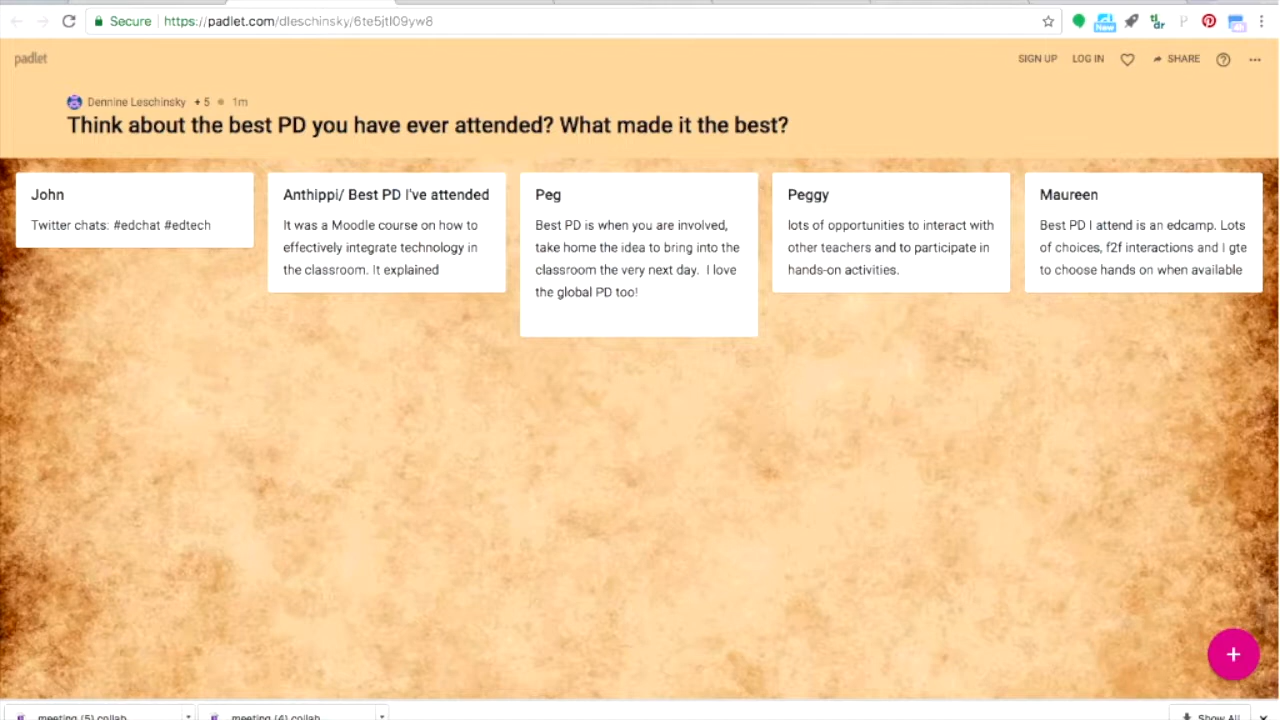 Secure https://padlet.com/dleschinsky/6te5jtl09yw8
New
tl;dr
padlet
SIGN UP LOG IN SHARE
Dennine Leschinsky + 5 1m
Think about the best PD you have ever attended? What made it the best?
John
Twitter chats: #edchat #edtech
Anthippi/ Best PD I've attended
It was a Moodle course on how to
effectively integrate technology in
the classroom. It explained
Peg
Best PD is when you are involved,
take home the idea to bring into the
classroom the very next day. I love
the global PD too!
Peggy
lots of opportunities to interact with
other teachers and to participate in
hands-on activities.
Maureen
Best PD I attend is an edcamp. Lots
of choices, f2f interactions and I gte
to choose hands on when available
meeting (5).collab meeting (4).collab Show All